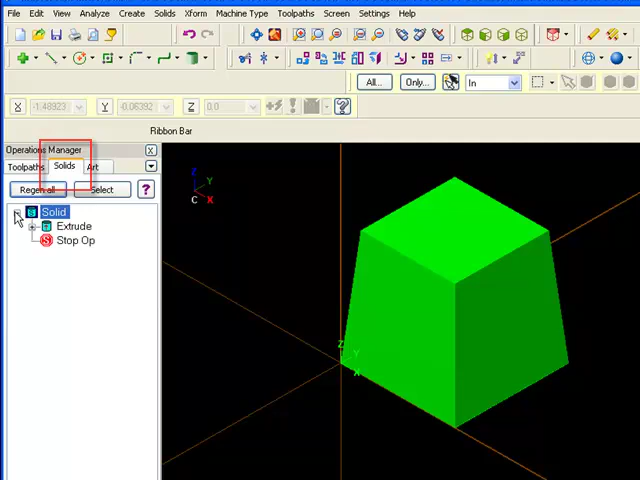 File Edit View Analyze Create Solids Xform Machine Type Toolpaths Screen Settings Help
All... Only... In
X -1.48923 Y -0.06392 Z 0.0
Ribbon Bar
Operations Manager
Toolpaths Solids Art
Regen all Select ?
Solid
Extrude
Stop Op
Z
Y
C X
Z
Y
X